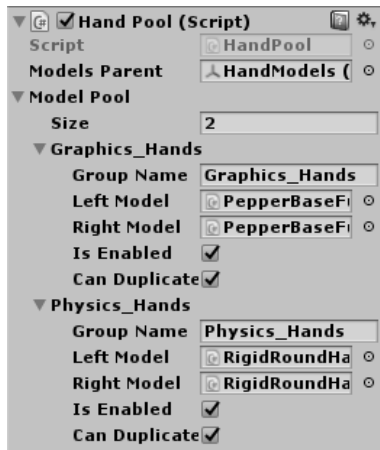 Hand Pool (Script)
Script HandPool
Models Parent HandModels (
Model Pool
Size 2
Graphics_Hands
Group Name Graphics_Hands
Left Model PepperBaseFu
Right Model PepperBaseFu
Is Enabled
Can Duplicate
Physics_Hands
Group Name Physics_Hands
Left Model RigidRoundHa
Right Model RigidRoundHa
Is Enabled
Can Duplicate